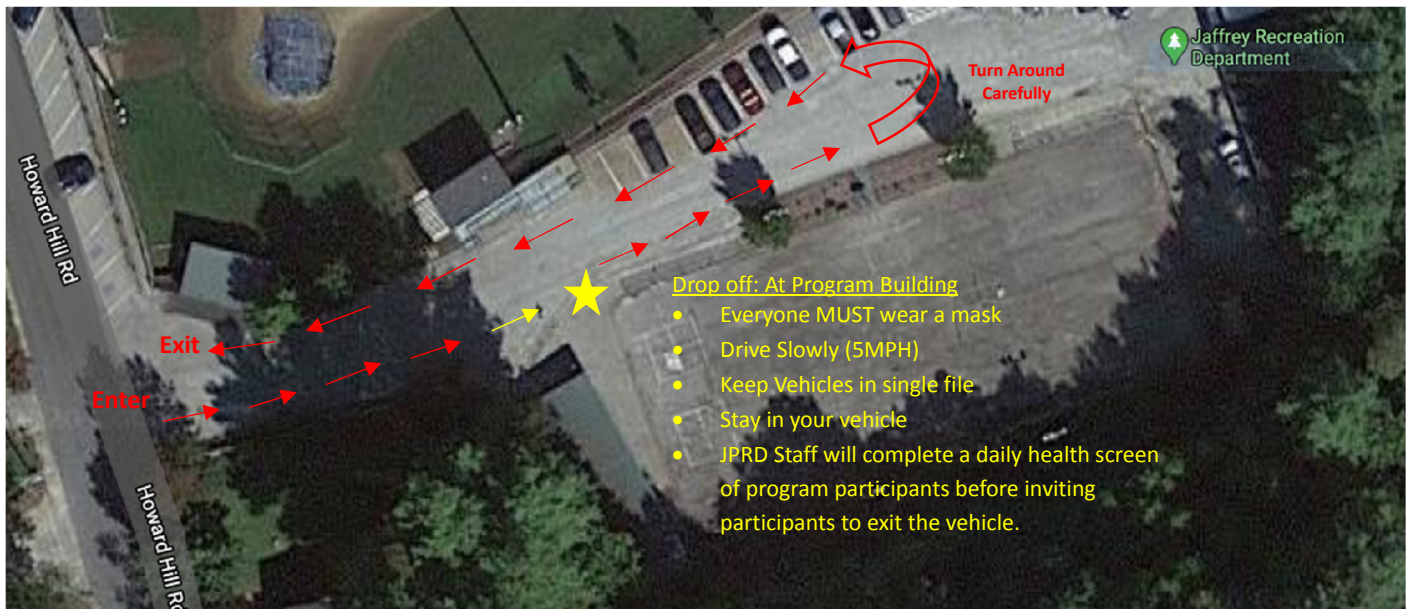 Jaffrey Recreation
Department
Turn Around
Carefully
Howard Hill Rd
Drop off: At Program Building
• Everyone MUST wear a mask
• Drive Slowly (5MPH)
• Keep Vehicles in single file
• Stay in your vehicle
• JPRD Staff will complete a daily health screen
of program participants before inviting
participants to exit the vehicle.
Exit
Enter
Howard Hill Rd